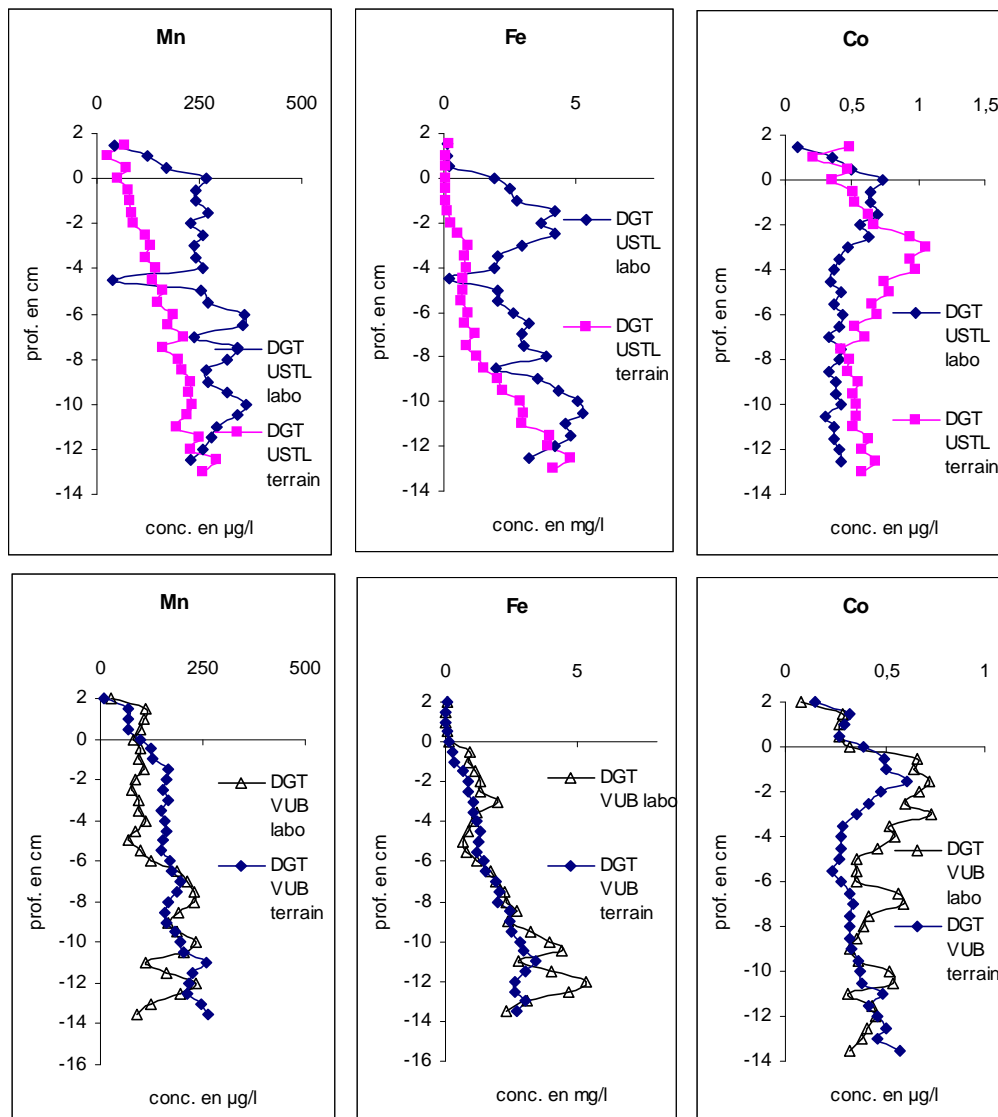 Mn
0 250 500
2
0
-2
-4
-6
-8
-10
-12
-14
prof. en cm
DGT
USTL
labo
DGT
USTL
terrain
conc. en µg/l
Fe
0 5
2
0
-2
-4
-6
-8
-10
-12
-14
prof. en cm
DGT
USTL
labo
DGT
USTL
terrain
conc. en mg/l
Co
0 0,5 1 1,5
2
0
-2
-4
-6
-8
-10
-12
-14
prof. en cm
DGT
USTL
labo
DGT
USTL
terrain
conc. en µg/l
Mn
0 250 500
2
0
-2
-4
-6
-8
-10
-12
-14
-16
prof. en cm
DGT
VUB
labo
DGT
VUB
terrain
conc. en µg/l
Fe
0 5
2
0
-2
-4
-6
-8
-10
-12
-14
-16
prof. en cm
DGT
VUB labo
DGT
VUB
terrain
conc. en mg/l
Co
0 0,5 1
2
0
-2
-4
-6
-8
-10
-12
-14
prof. en cm
DGT
VUB
labo
DGT
VUB
terrain
conc. en µg/l